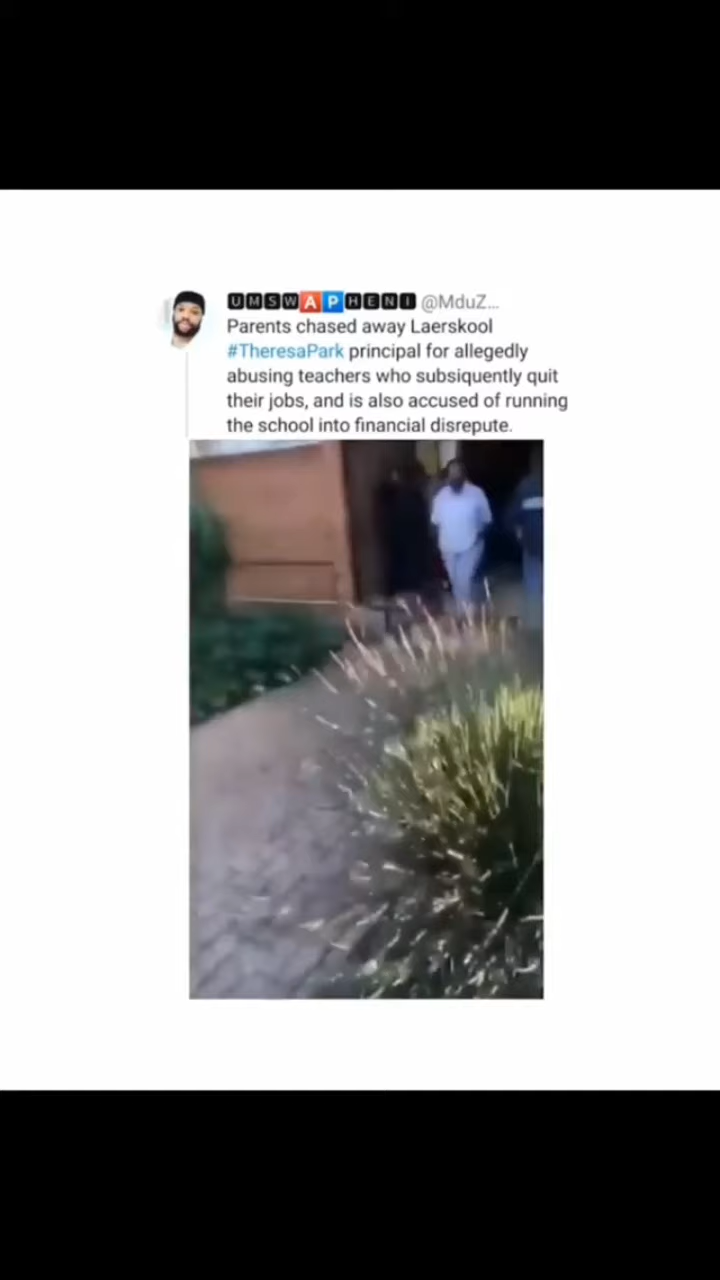 UMSWAPHENI @MduZ...
Parents chased away Laerskool
#TheresaPark principal for allegedly
abusing teachers who subsiquently quit
their jobs, and is also accused of running
the school into financial disrepute.